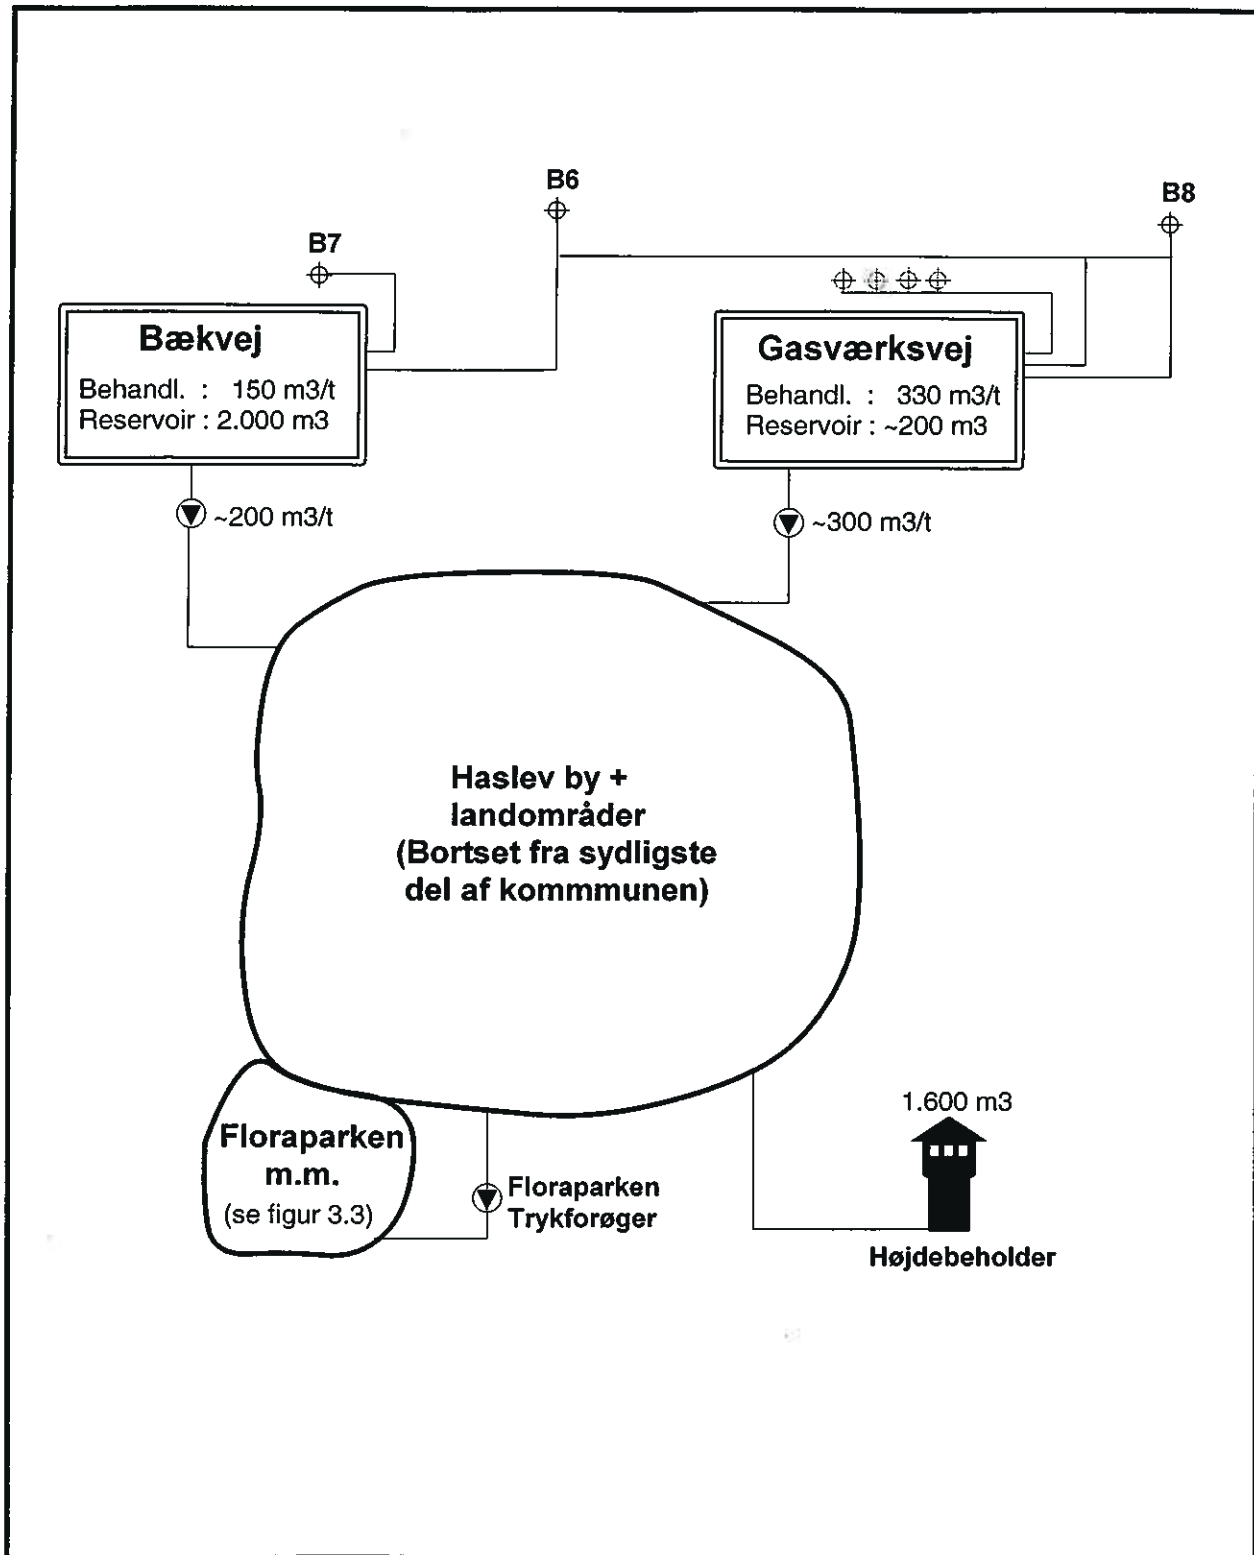 B6
B8
B7
Bækvej
Behandl. : 150 m3/t
Reservoir : 2.000 m3
Gasværksvej
Behandl. : 330 m3/t
Reservoir : ~200 m3
~200 m3/t
~300 m3/t
Haslev by +
landområder
(Bortset fra sydligste
del af kommmunen)
Floraparken
m.m.
(se figur 3.3)
Floraparken
Trykforøger
1.600 m3
Højdebeholder